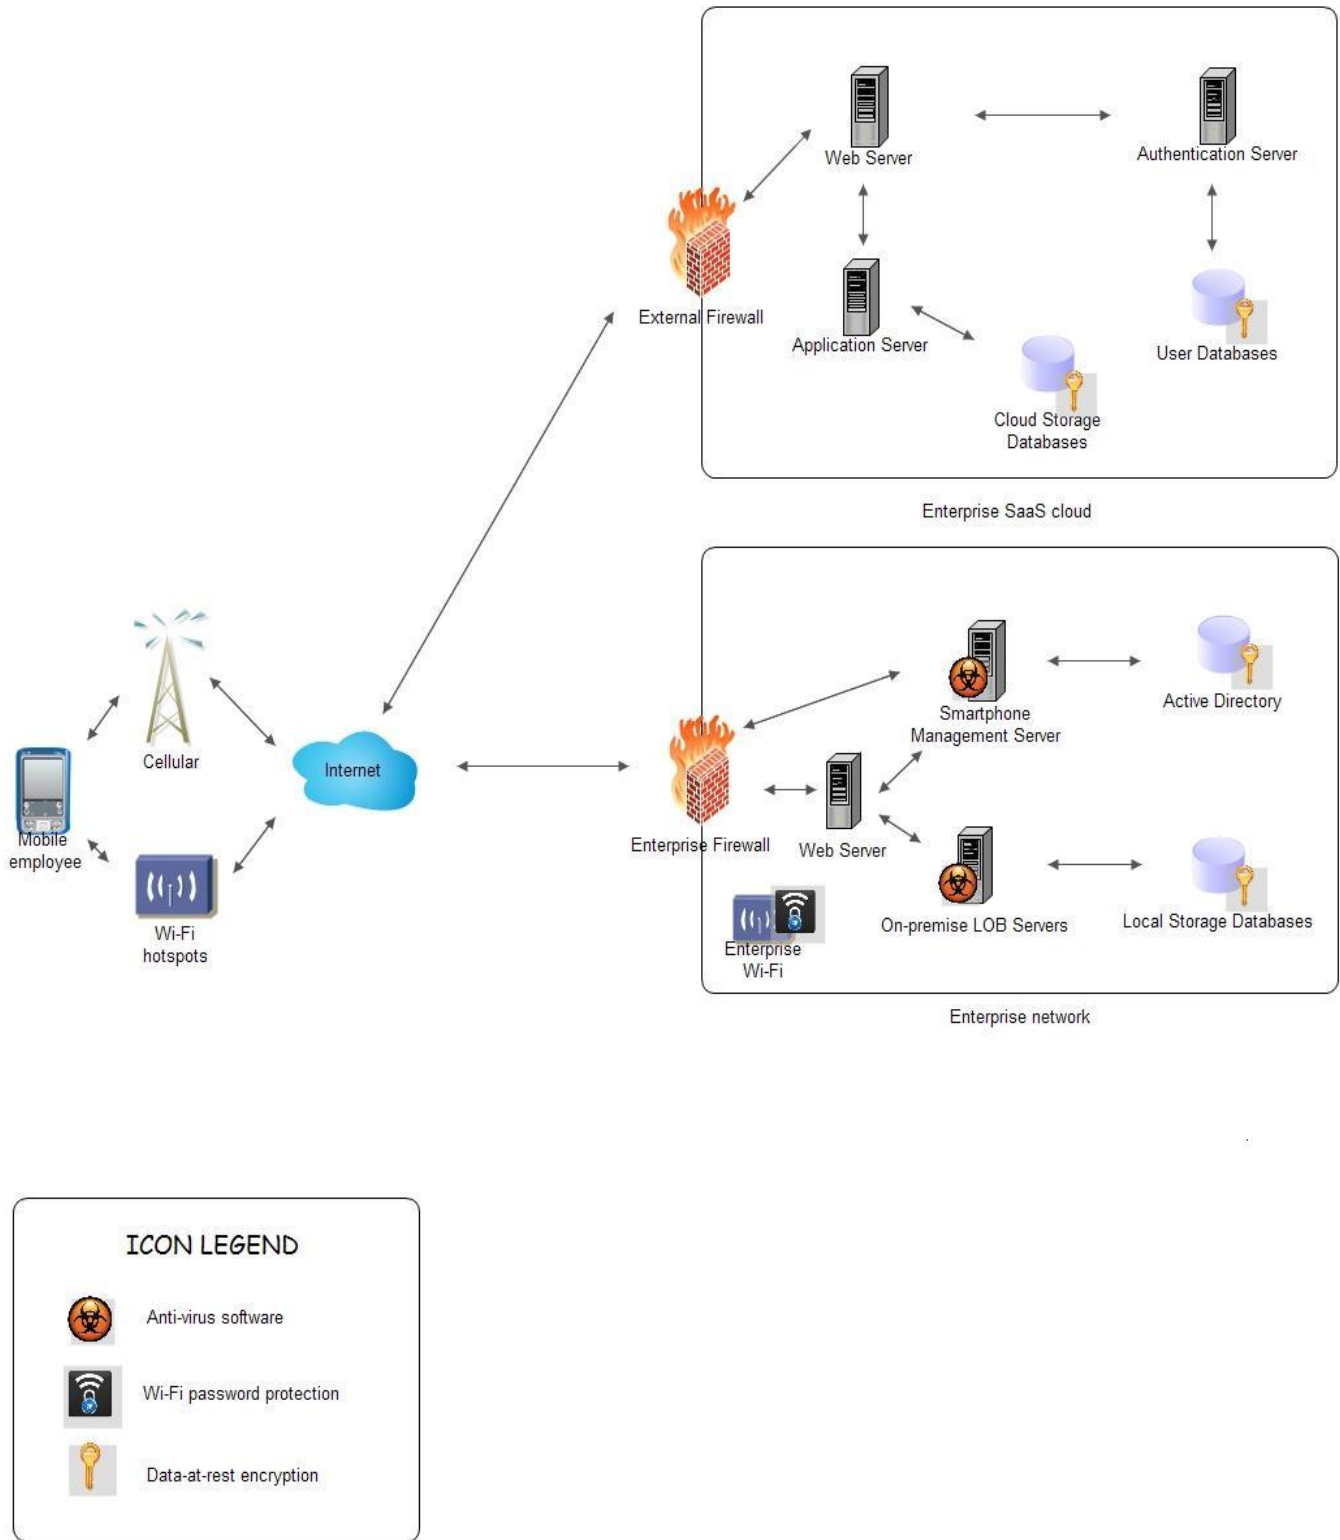 Web Server
Authentication Server
External Firewall
Application Server
User Databases
Cloud Storage
Databases
Enterprise SaaS cloud
Cellular
Internet
Mobile
employee
Wi-Fi
hotspots
Smartphone
Management Server
Active Directory
Enterprise Firewall
Web Server
On-premise LOB Servers
Local Storage Databases
Enterprise
Wi-Fi
Enterprise network
ICON LEGEND
Anti-virus software
Wi-Fi password protection
Data-at-rest encryption